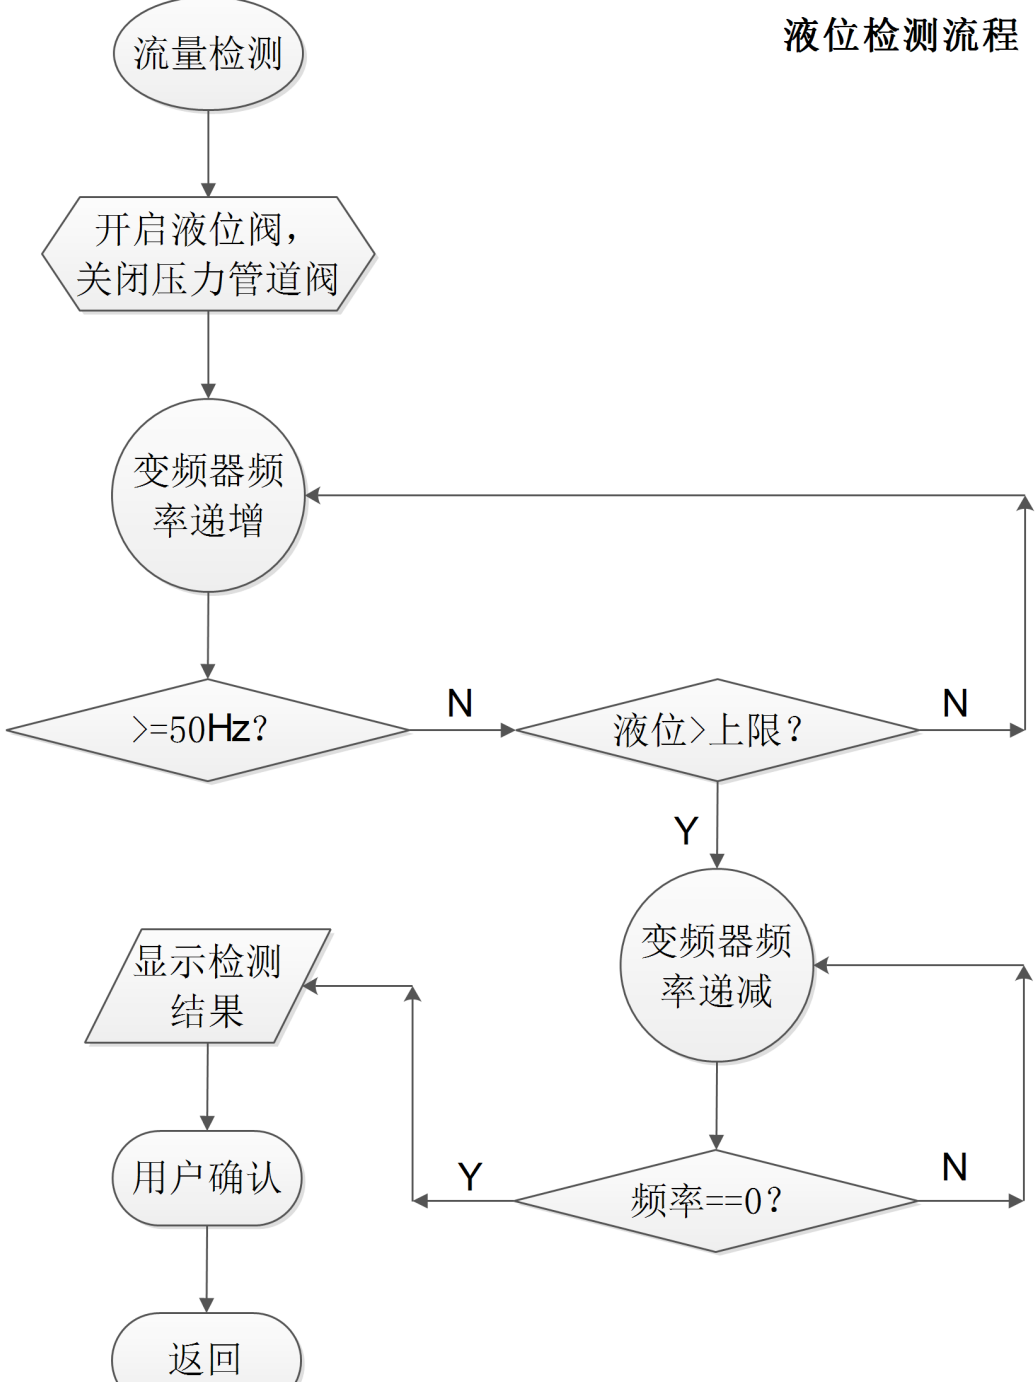 液位检测流程
流量检测
开启液位阀，
关闭压力管道阀
变频器频
率递增
>=50Hz?
N
液位>上限?
N
Y
变频器频
率递减
显示检测
结果
频率==0?
Y
N
用户确认
返回